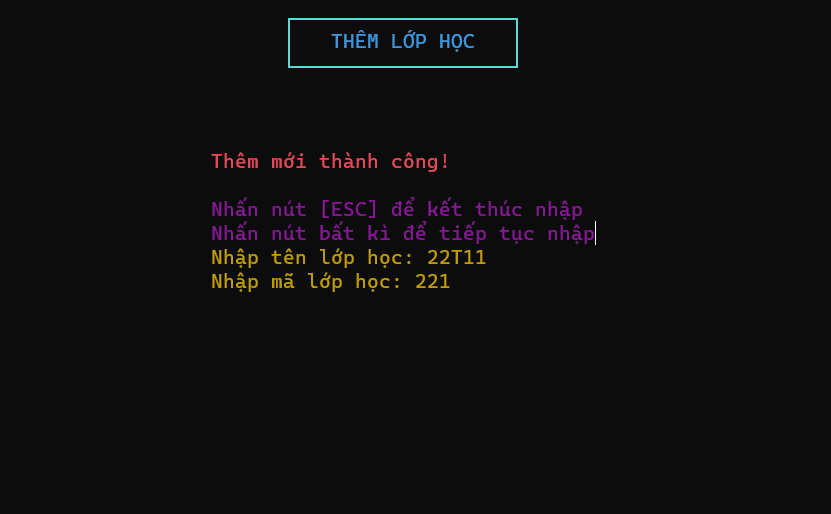 THÊM LỚP HỌC
Thêm mới thành công!
Nhấn nút [ESC] để kết thúc nhập
Nhấn nút bất kì để tiếp tục nhập
Nhập tên lớp học: 22T11
Nhập mã lớp học: 221